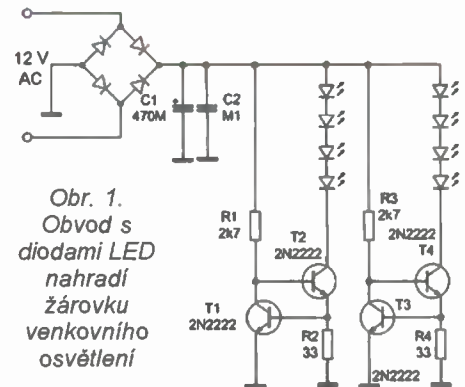 12 V
AC
C1
470M
C2
M1
R1
2k7
T2
2N2222
T1
2N2222
R2
33
R3
2k7
2N2222
T4
T3
R4
33
2N2222
Obr. 1.
Obvod s
diodami LED
nahradí
žárovku
venkovního
osvětlení